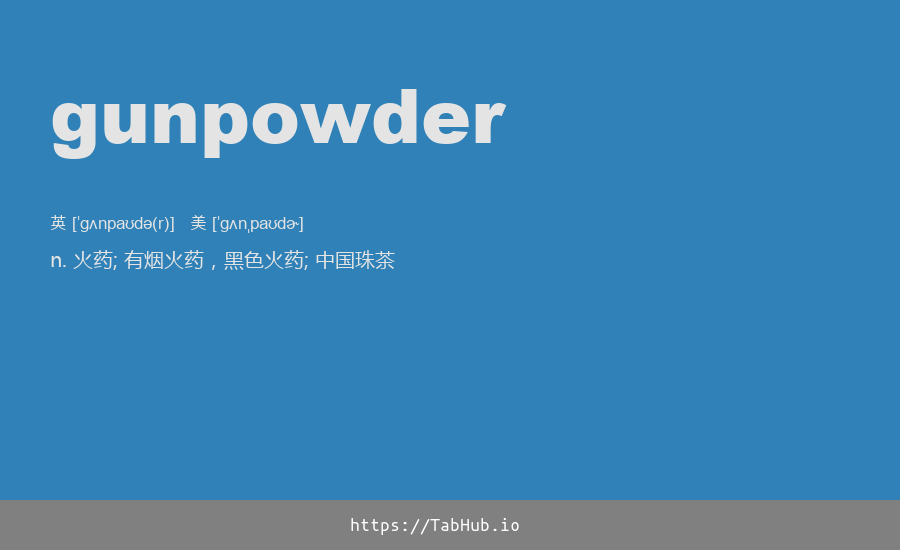 gunpowder
英 [ˈɡʌnpaʊdə(r)] 美 [ˈɡʌnˌpaʊdɚ]
n. 火药; 有烟火药，黑色火药; 中国珠茶
https://TabHub.io